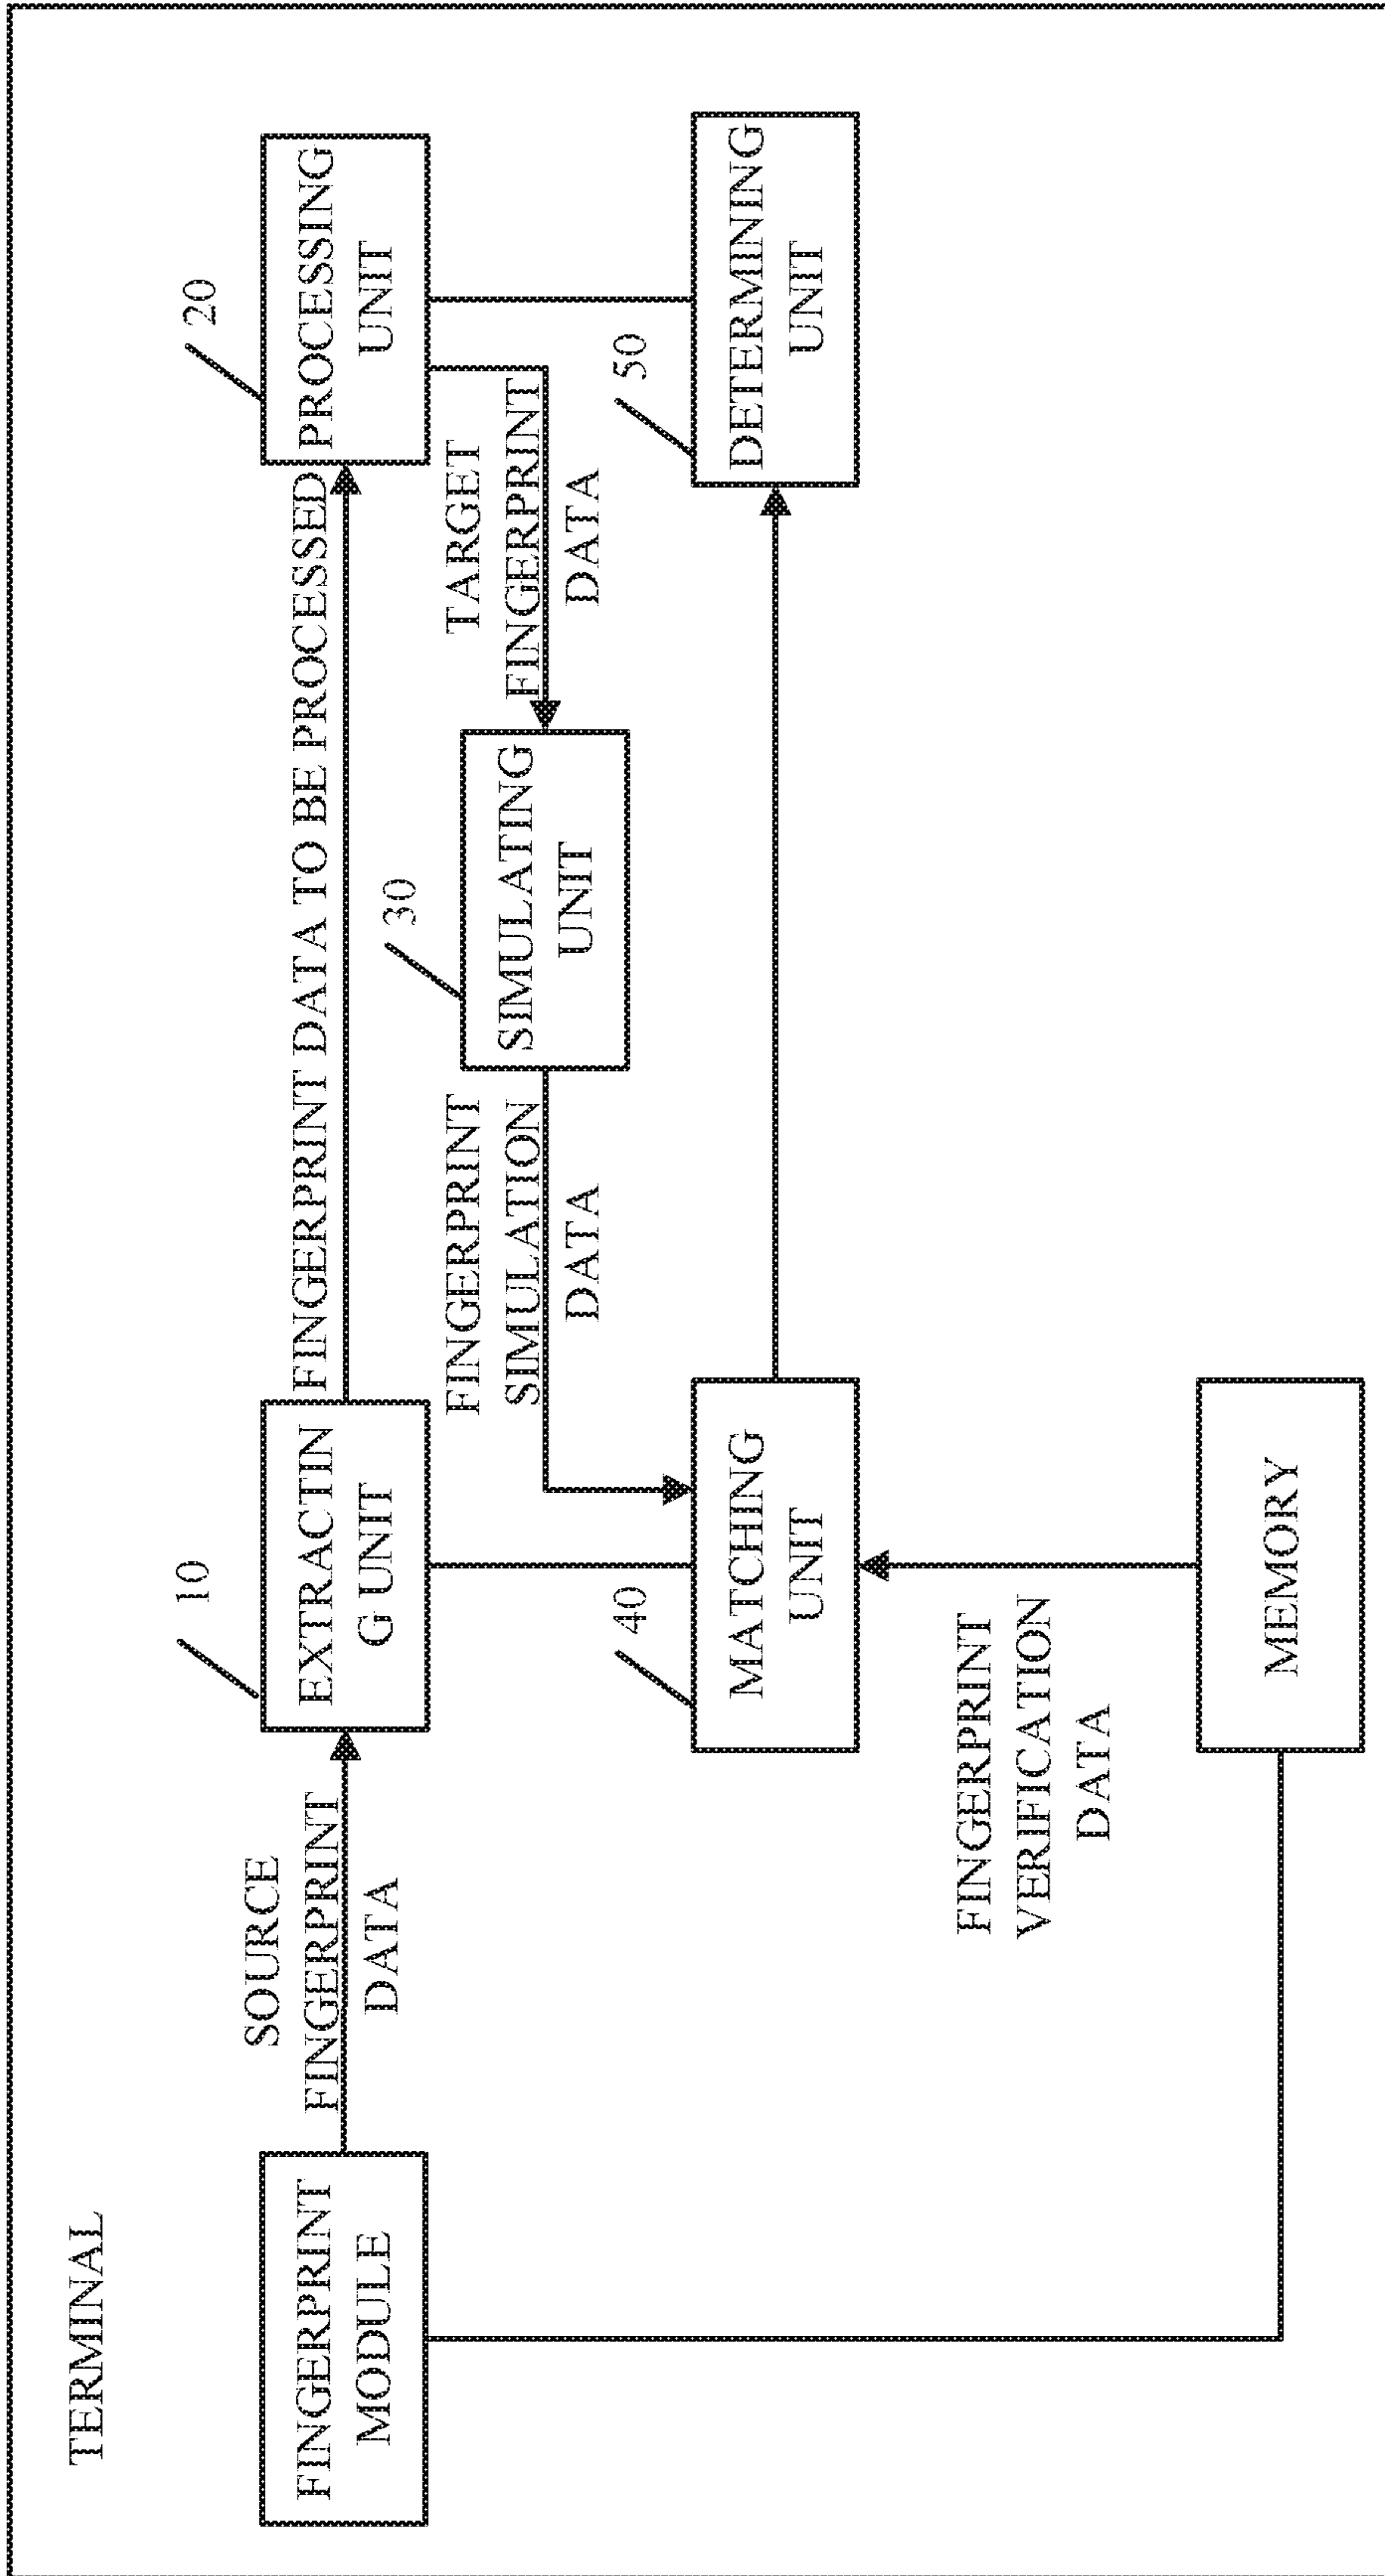 TERMINAL
FINGERPRINT
MODULE
SOURCE
FINGERPRINT
DATA
10
EXTRACTIN
G UNIT
FINGERPRINT DATA TO BE PROCESSED
20
PROCESSING
UNIT
TARGET
FINGERPRINT
DATA
30
SIMULATING
UNIT
FINGERPRINT
SIMULATION
DATA
40
MATCHING
UNIT
50
DETERMINING
UNIT
FINGERPRINT
VERIFICATION
DATA
MEMORY